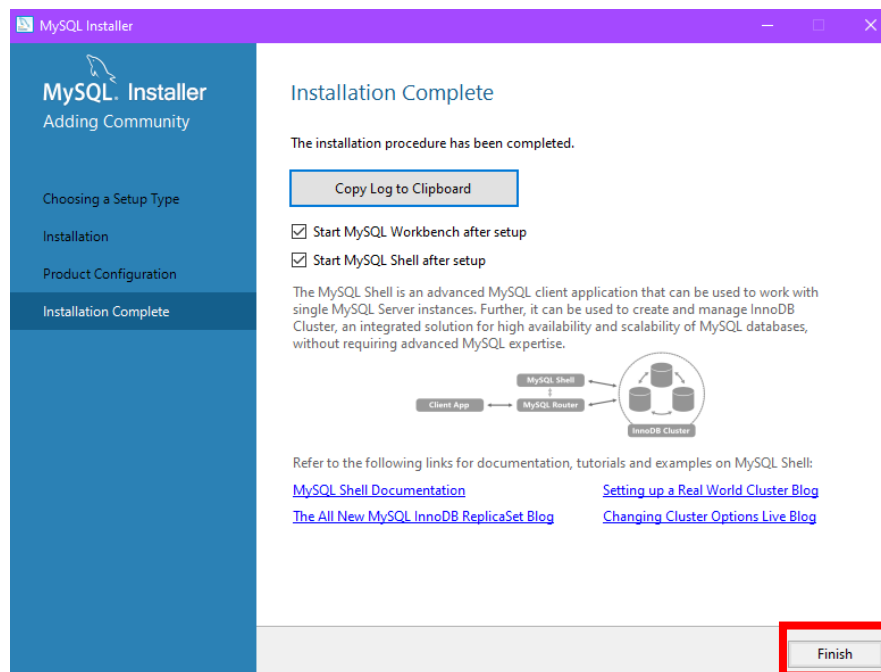 MySQL Installer
MySQL. Installer
Adding Community
Choosing a Setup Type
Installation
Product Configuration
Installation Complete
Installation Complete
The installation procedure has been completed.
Copy Log to Clipboard
Start MySQL Workbench after setup
Start MySQL Shell after setup
The MySQL Shell is an advanced MySQL client application that can be used to work with
single MySQL Server instances. Further, it can be used to create and manage InnoDB
Cluster, an integrated solution for high availability and scalability of MySQL databases,
without requiring advanced MySQL expertise.
MySQL Shell
Client App
MySQL Router
InnoDB Cluster
Refer to the following links for documentation, tutorials and examples on MySQL Shell:
MySQL Shell Documentation
Setting up a Real World Cluster Blog
The All New MySQL InnoDB ReplicaSet Blog
Changing Cluster Options Live Blog
Finish